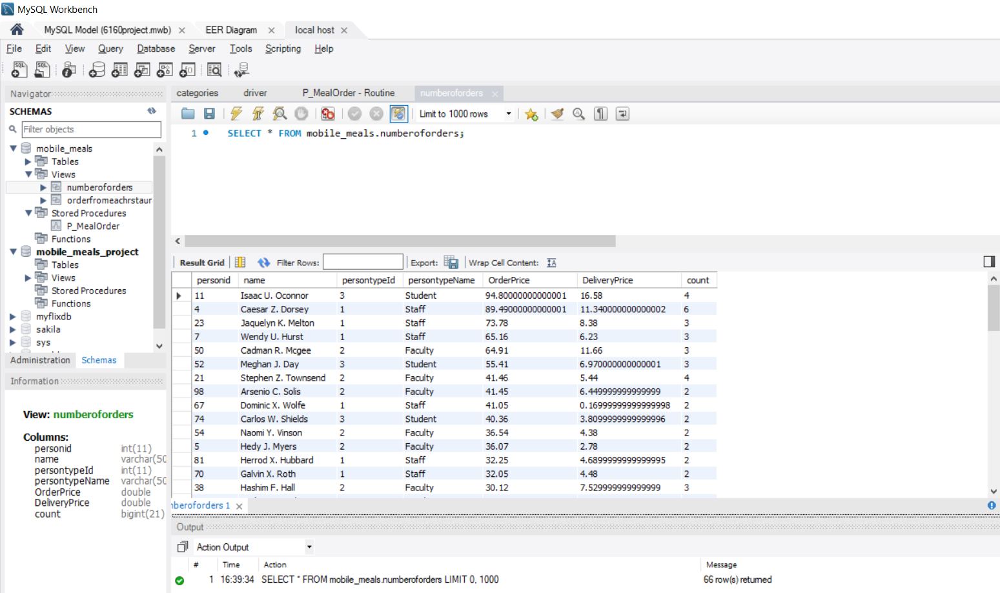 MySQL Workbench
MySQL Model (6160project.mwb) EER Diagram local host
File Edit View Query Database Server Tools Scripting Help
Navigator
SCHEMAS
Filter objects
mobile_meals
Tables
Views
numberoforders
orderfromeachrstaur
Stored Procedures
P_MealOrder
Functions
mobile_meals_project
Tables
Views
Stored Procedures
Functions
myflixdb
sakila
sys
Administration Schemas
Information
View: numberoforders
Columns:
personid int(11)
name varchar(50
persontypeId int(11)
persontypeName varchar(50
OrderPrice double
DeliveryPrice double
count bigint(21)
categories driver P_MealOrder - Routine numberoforders
Limit to 1000 rows
1 SELECT * FROM mobile_meals.numberoforders;
Result Grid Filter Rows: Export: Wrap Cell Content:
personid name persontypeId persontypeName OrderPrice DeliveryPrice count
11 Isaac U. Oconnor 3 Student 94.80000000000001 16.58 4
4 Caesar Z. Dorsey 1 Staff 89.49000000000001 11.340000000000002 6
23 Jaquelyn K. Melton 1 Staff 73.78 8.38 3
7 Wendy U. Hurst 1 Staff 65.16 6.23 3
50 Cadman R. Mcgee 2 Faculty 64.91 11.66 3
52 Meghan J. Day 3 Student 55.41 6.970000000000001 3
21 Stephen Z. Townsend 2 Faculty 41.46 5.44 4
98 Arsenio C. Solis 2 Faculty 41.45 6.449999999999999 2
67 Dominic X. Wolfe 1 Staff 41.05 0.16999999999999998 2
74 Carlos W. Shields 3 Student 40.36 3.8099999999999996 2
54 Naomi Y. Vinson 2 Faculty 36.54 4.38 2
5 Hedy J. Myers 2 Faculty 36.07 2.78 2
81 Herrod X. Hubbard 1 Staff 32.25 4.6899999999999995 2
70 Galvin X. Roth 1 Staff 32.05 4.48 2
38 Hashim F. Hall 2 Faculty 30.12 7.529999999999999 3
nberoforders 1
Output
Action Output
# Time Action Message
1 16:39:34 SELECT * FROM mobile_meals.numberoforders LIMIT 0, 1000 66 row(s) returned